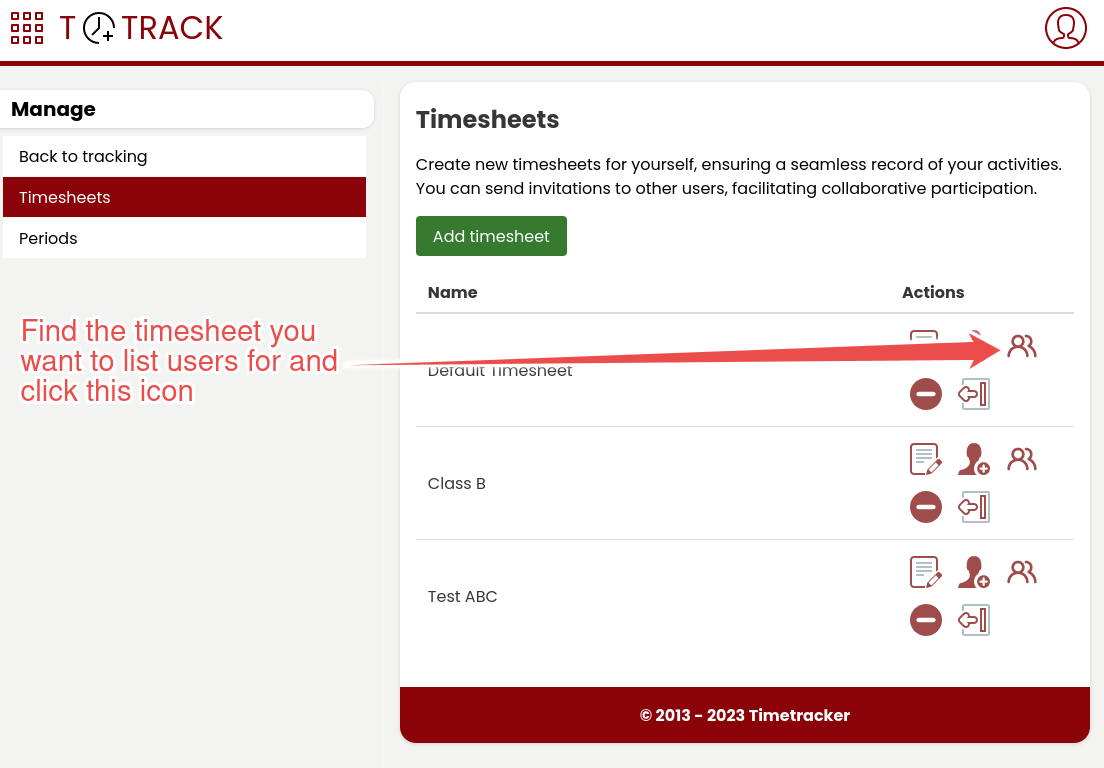 T TRACK
Manage
Back to tracking
Timesheets
Periods
Find the timesheet you
want to list users for and
click this icon
Timesheets
Create new timesheets for yourself, ensuring a seamless record of your activities.
You can send invitations to other users, facilitating collaborative participation.
Add timesheet
Name Actions
Default Timesheet
Class B
Test ABC
© 2013 - 2023 Timetracker